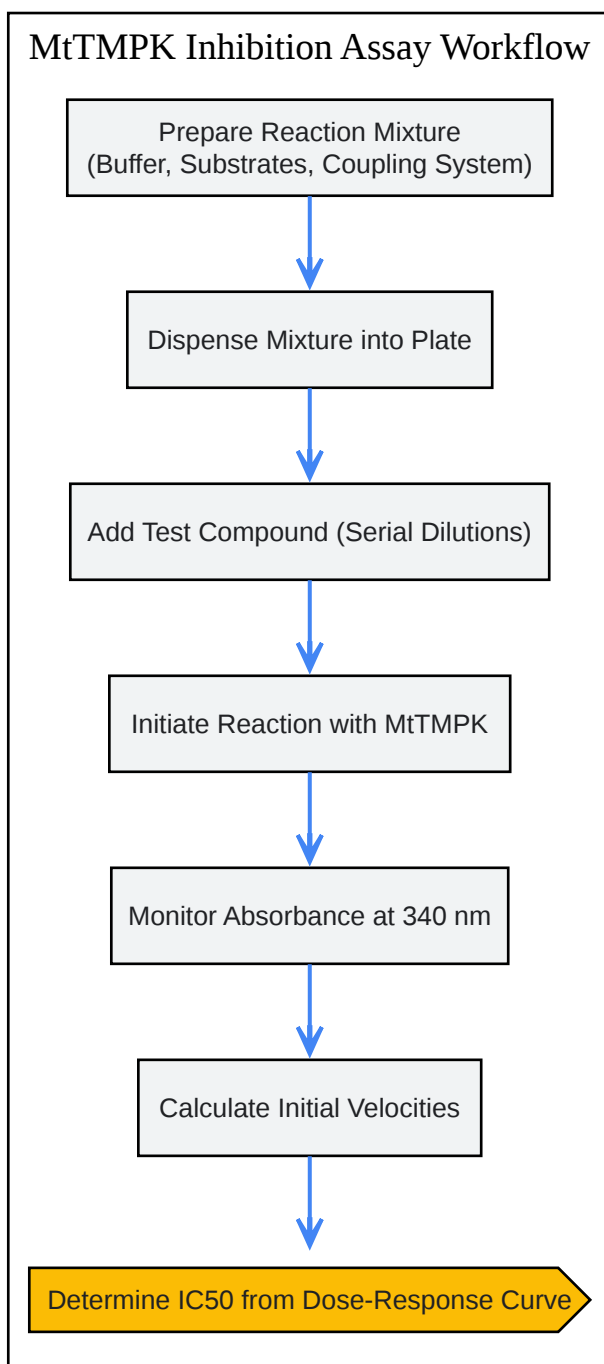 MtTMPK Inhibition Assay Workflow
Prepare Reaction Mixture
(Buffer, Substrates, Coupling System)
Dispense Mixture into Plate
Add Test Compound (Serial Dilutions)
Initiate Reaction with MtTMPK
Monitor Absorbance at 340 nm
Calculate Initial Velocities
Determine IC50 from Dose-Response Curve